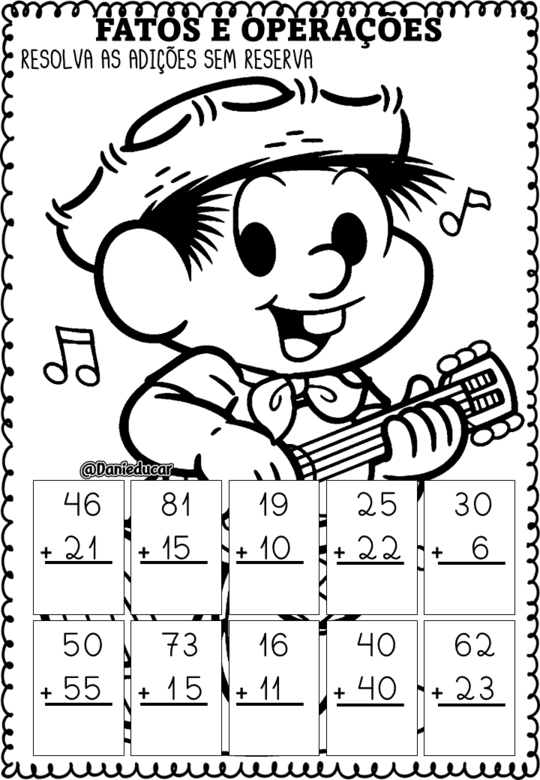 FATOS E OPERAÇÕES
RESOLVA AS ADIÇÕES SEM RESERVA
@Danieducar
46 81 19 25 30
+ 21 + 15 + 10 + 22 + 6
50 73 16 40 62
+ 55 + 15 + 11 + 40 + 23